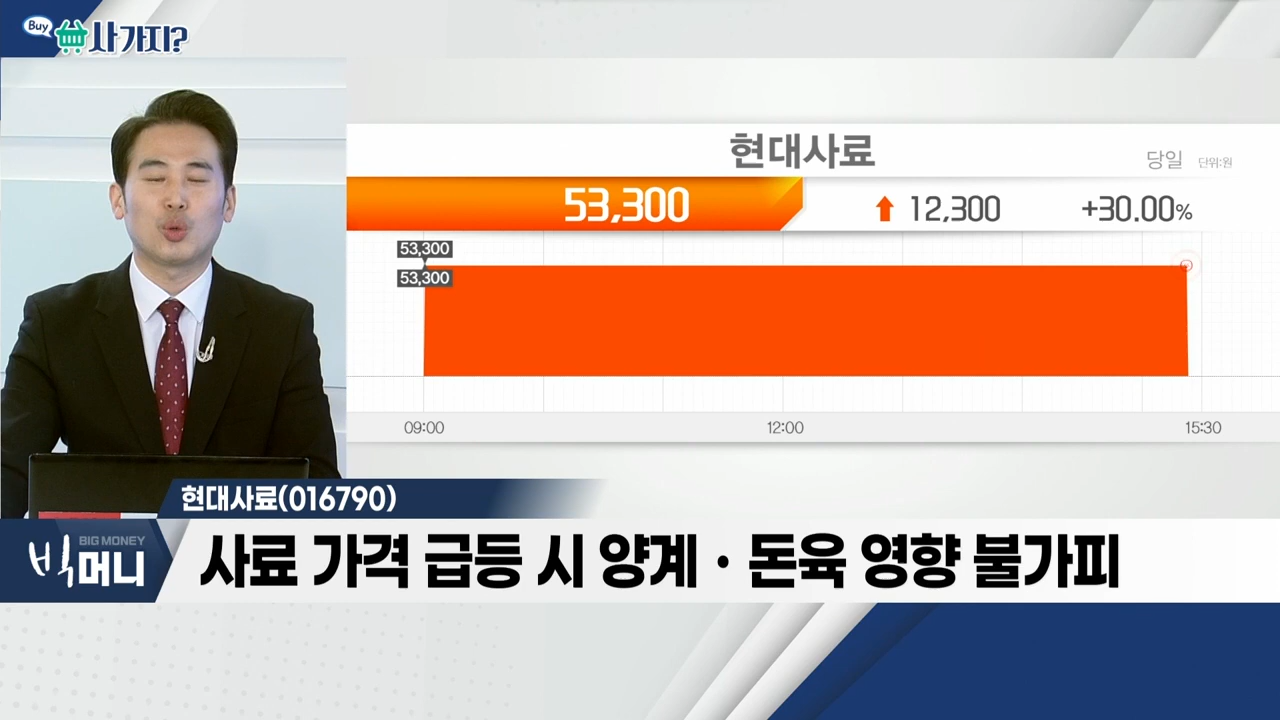 Buy
사가지?
현대사료
당일 단위:원
53,300 12,300 +30.00%
53,300
53,300
09:00 12:00 15:30
현대사료(016790)
BIG MONEY
빅머니
사료 가격 급등 시 양계·돈육 영향 불가피